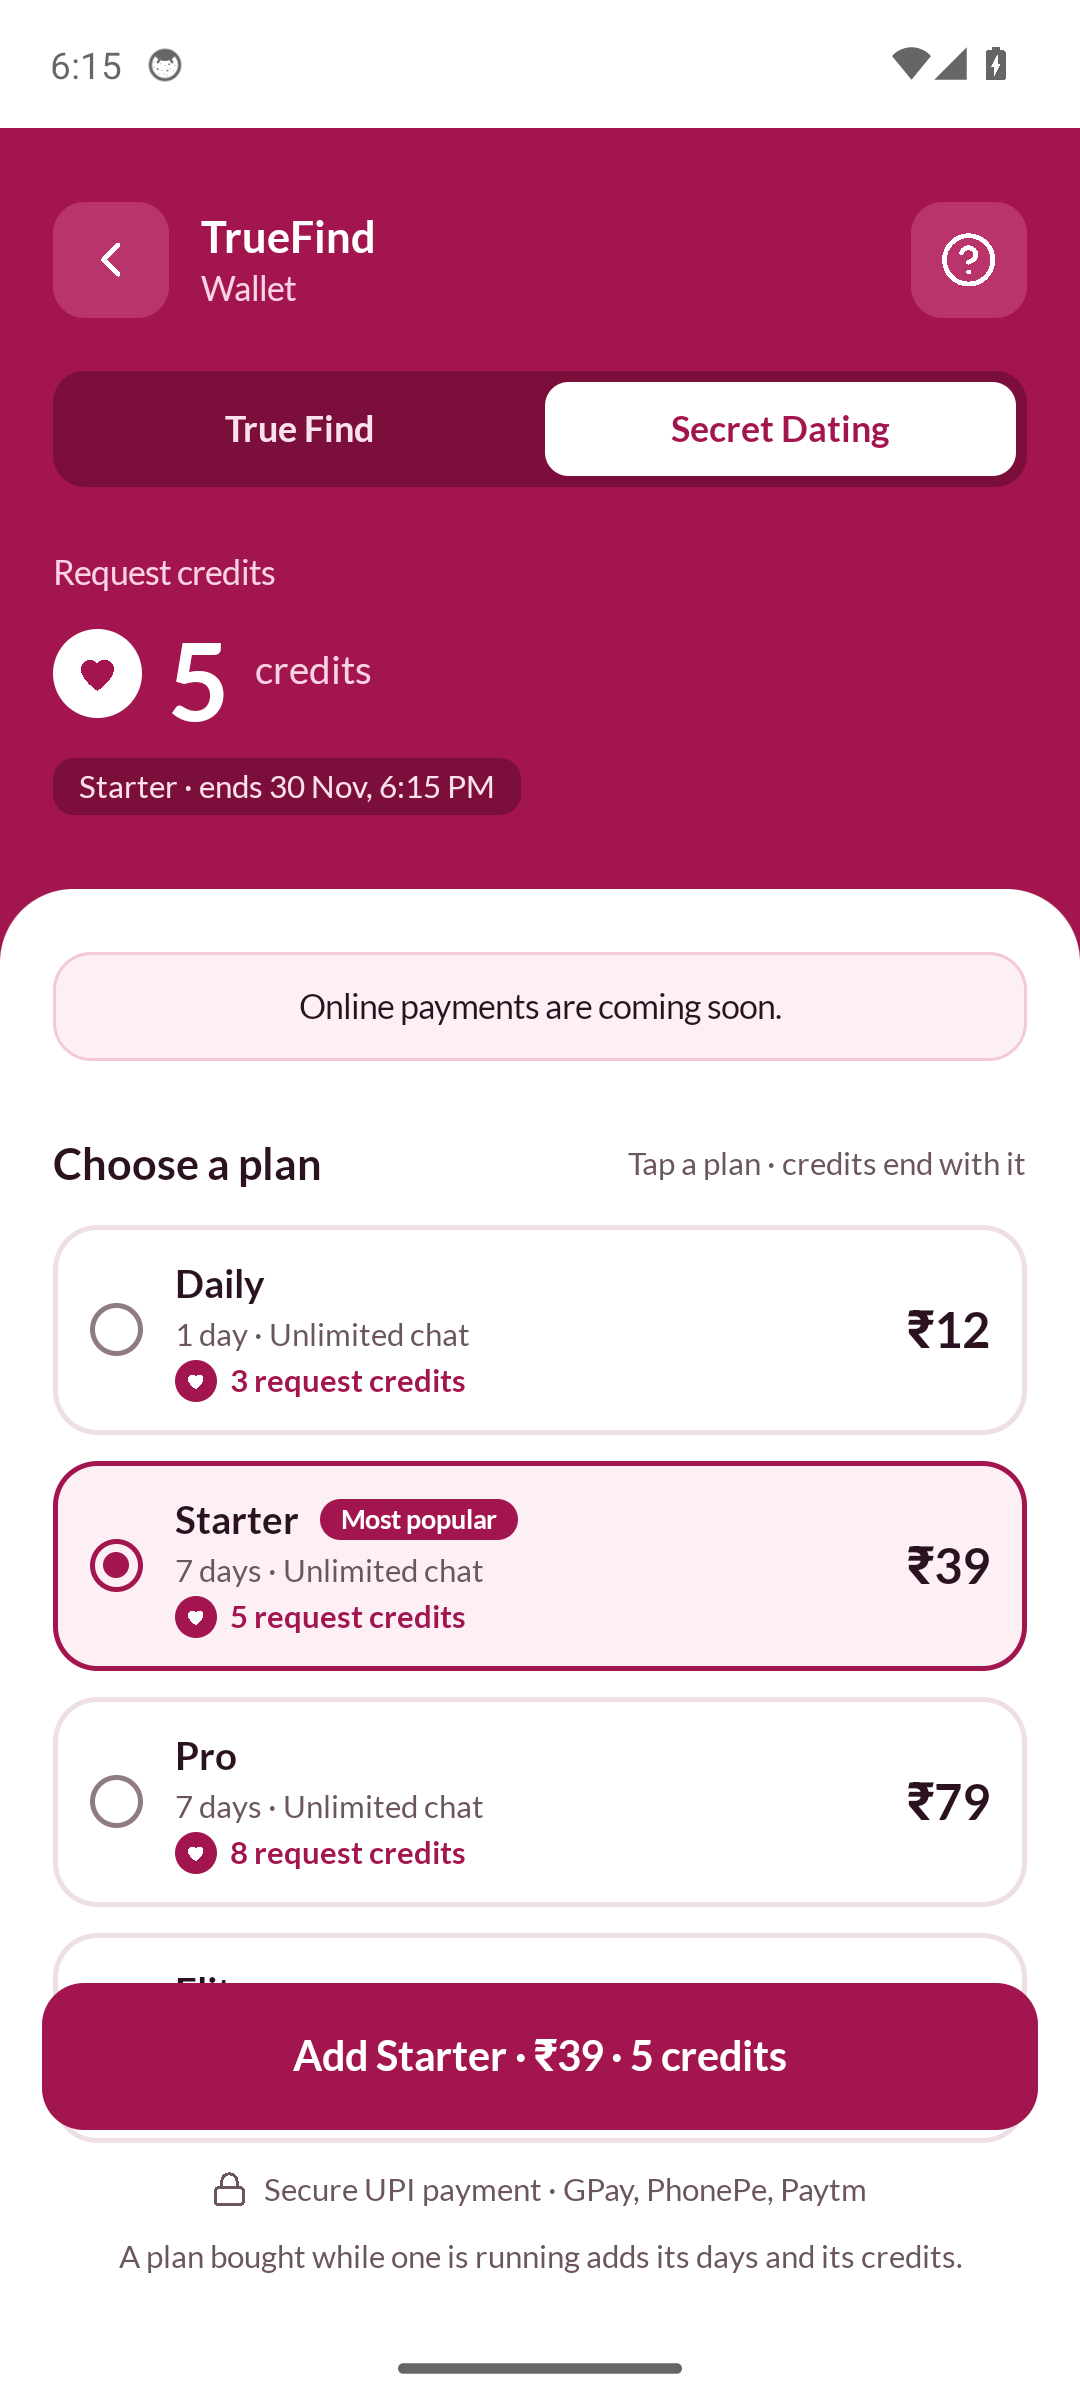 6:15
TrueFind
Wallet
True Find
Secret Dating
Request credits
5 credits
Starter · ends 30 Nov, 6:15 PM
Online payments are coming soon.
Choose a plan
Tap a plan · credits end with it
Daily
1 day · Unlimited chat
3 request credits
₹12
Starter
Most popular
7 days · Unlimited chat
5 request credits
₹39
Pro
7 days · Unlimited chat
8 request credits
₹79
Add Starter · ₹39 · 5 credits
Secure UPI payment · GPay, PhonePe, Paytm
A plan bought while one is running adds its days and its credits.